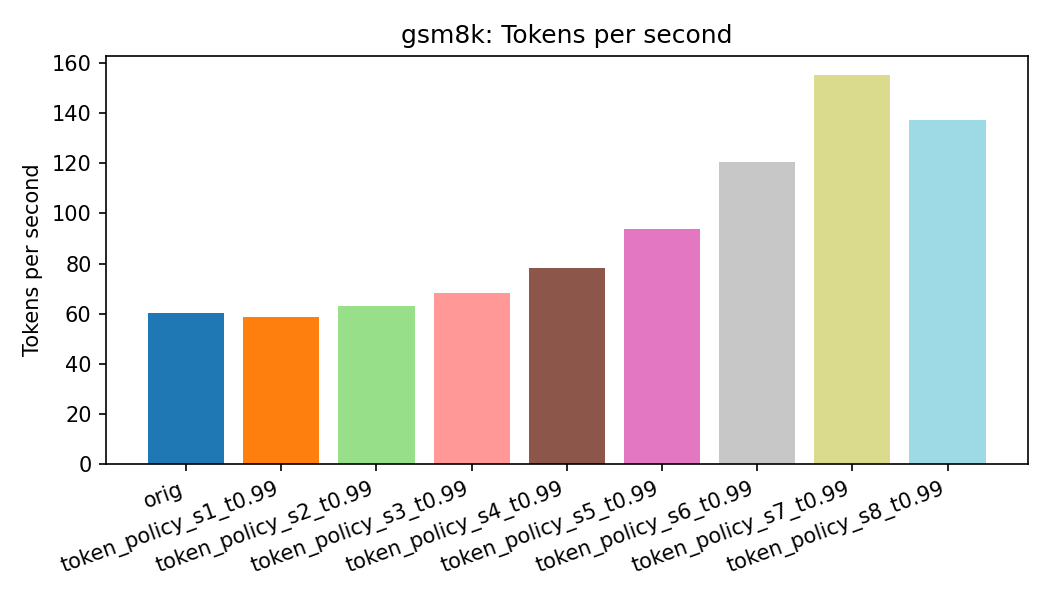 gsm8k: Tokens per second
Tokens per second
160
140
120
100
80
60
40
20
0
orig
token_policy_s1_t0.99
token_policy_s2_t0.99
token_policy_s3_t0.99
token_policy_s4_t0.99
token_policy_s5_t0.99
token_policy_s6_t0.99
token_policy_s7_t0.99
token_policy_s8_t0.99